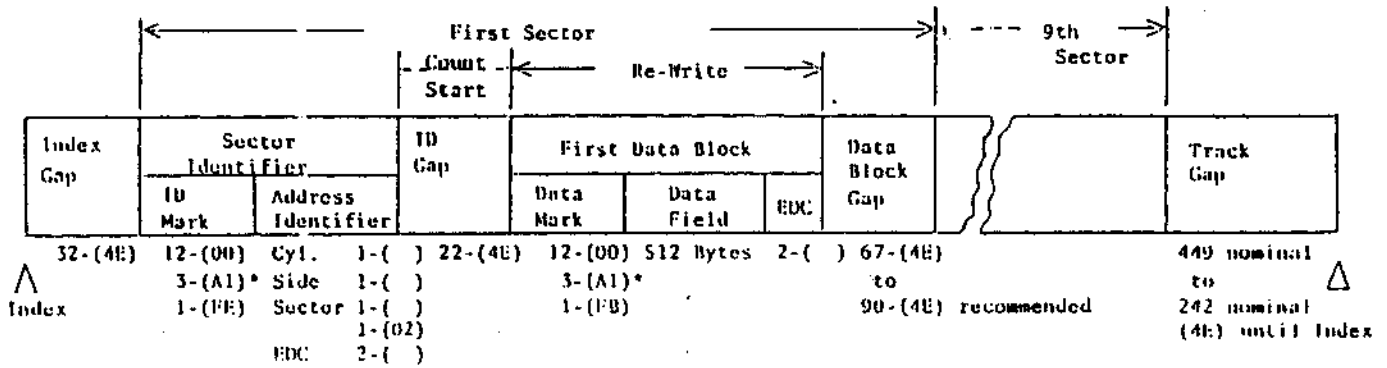 First Sector
9th
Sector
Count
Start
Re-Write
Index
Gap
Sector
Identifier
ID
Gap
First Data Block
Data
Block
Gap
Track
Gap
ID
Mark
Address
Identifier
Data
Mark
Data
Field
EDC
32-(4E) 12-(00) Cyl. 1-( ) 22-(4E) 12-(00) 512 Bytes 2-( ) 67-(4E) 449 nominal
3-(A1)* Side 1-( ) 3-(A1)* to to
Index 1-(FE) Sector 1-( ) 1-(FB) 90-(4E) recommended 242 nominal
1-(02) (4E) until Index
EDC 2-( )